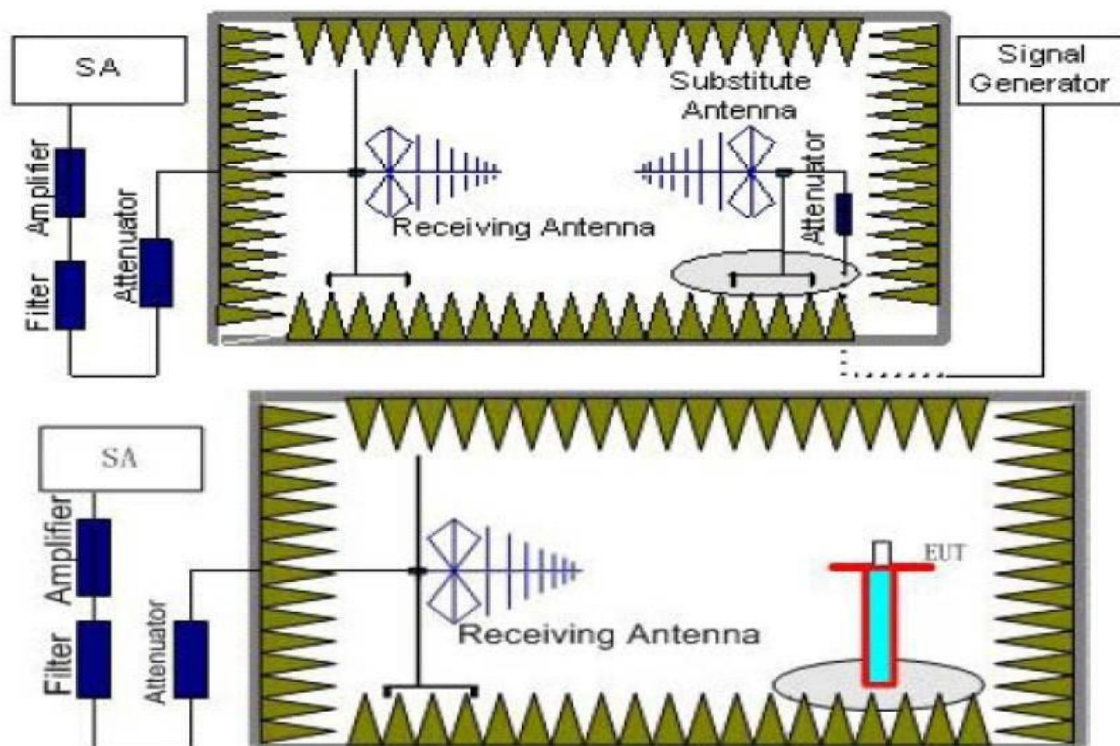 SA
Signal
Generator
Substitute
Antenna
Amplifier
Attenuator
Receiving Antenna
Attenuator
Filter
SA
Amplifier
EUT
Receiving Antenna
Filter
Attenuator